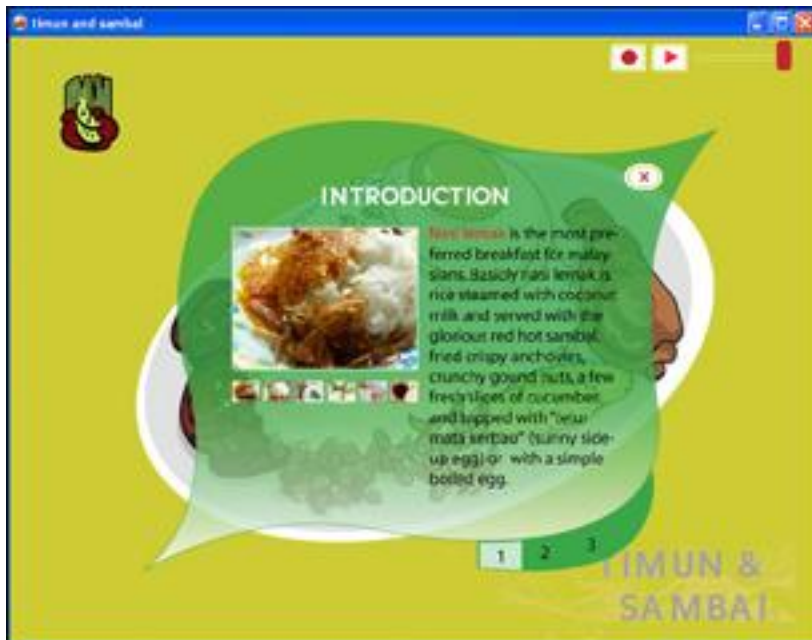 timun and sambal
x
INTRODUCTION
Nasi lemak is the most pre-
ferred breakfast for malay-
sians. Basicly nasi lemak is
rice steamed with coconut
milk and served with the
glorious red hot sambal,
fried crispy anchovies,
crunchy gound nuts, a few
fresh slices of cucumber
and topped with "telur
mata kerbau" (sunny side-
up egg) or with a simple
boiled egg.
1 2 3
TIMUN &
SAMBAL